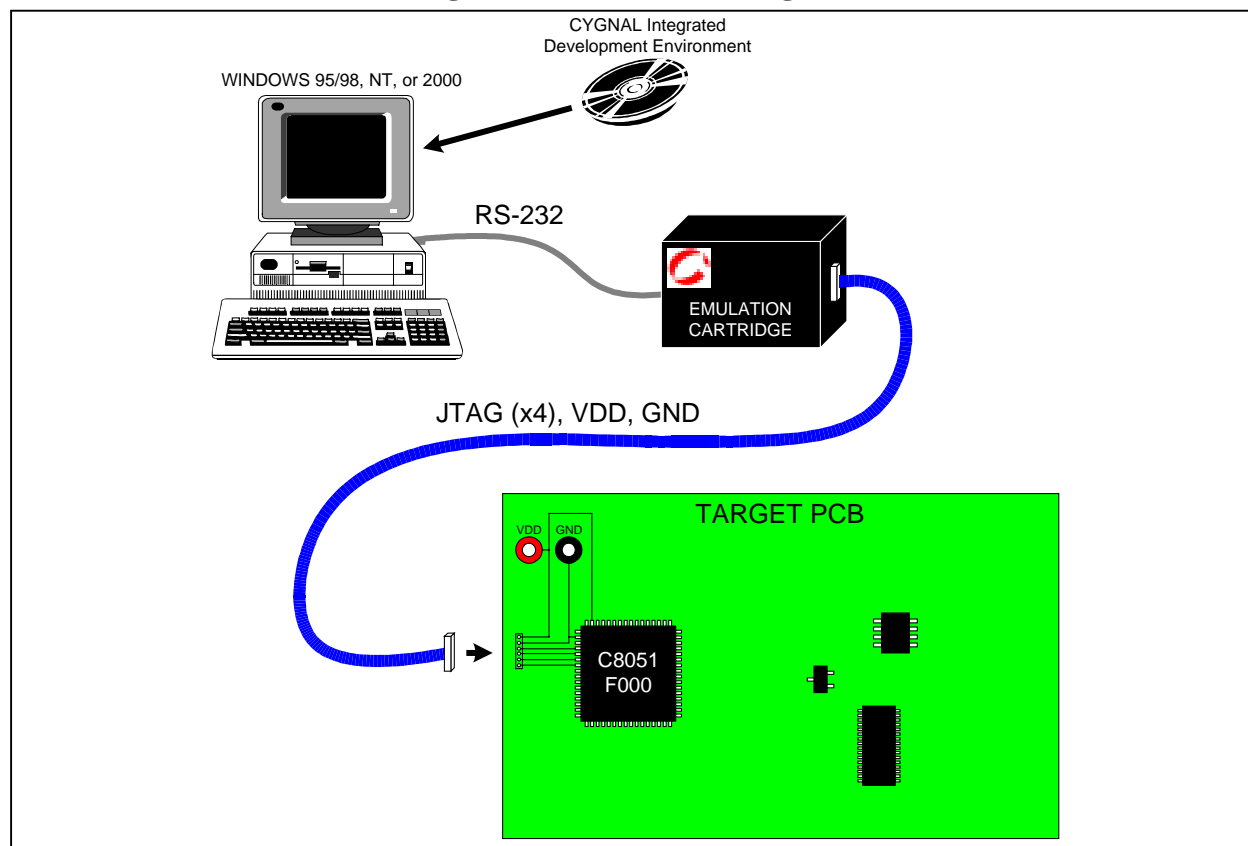 CYGNAL Integrated
Development Environment
WINDOWS 95/98, NT, or 2000
RS-232
EMULATION
CARTRIDGE
JTAG (x4), VDD, GND
TARGET PCB
VDD GND
C8051
F000